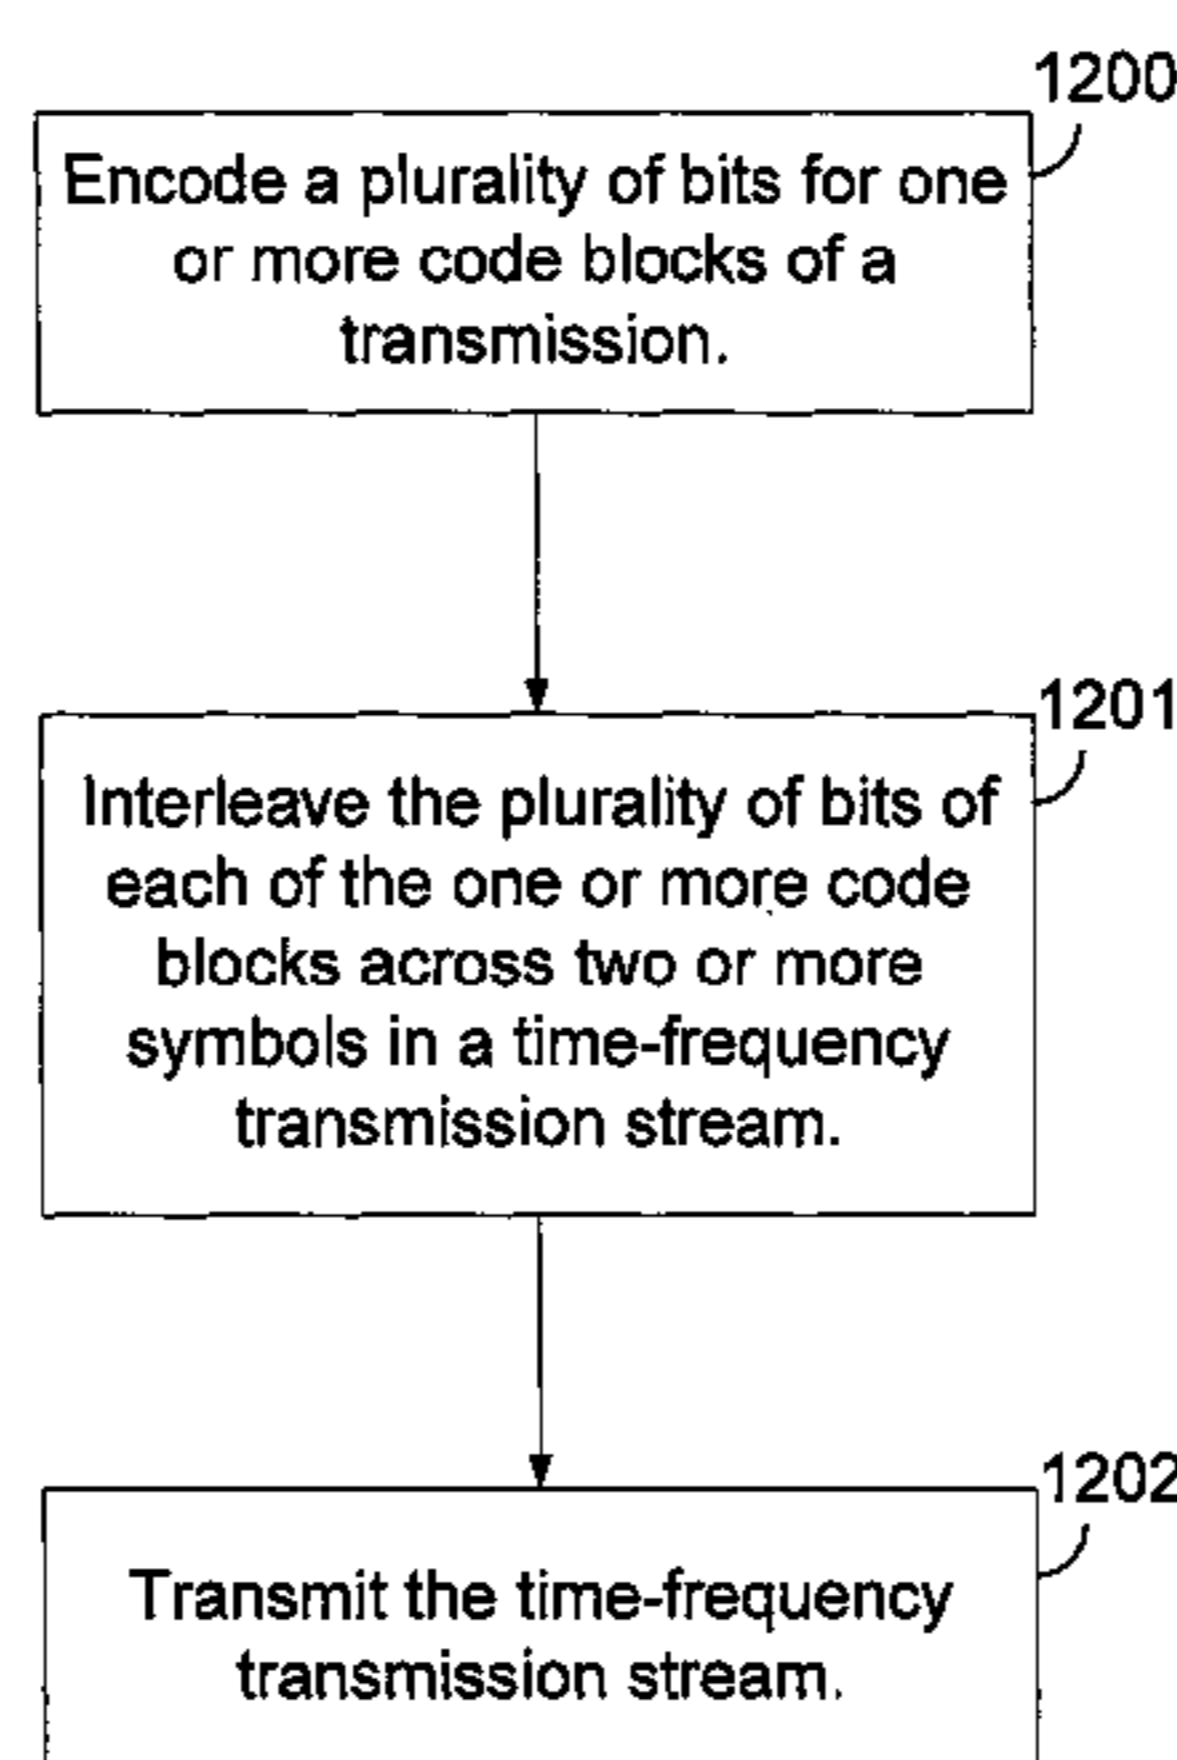 1200
Encode a plurality of bits for one
or more code blocks of a
transmission.
1201
Interleave the plurality of bits of
each of the one or more code
blocks across two or more
symbols in a time-frequency
transmission stream.
1202
Transmit the time-frequency
transmission stream.